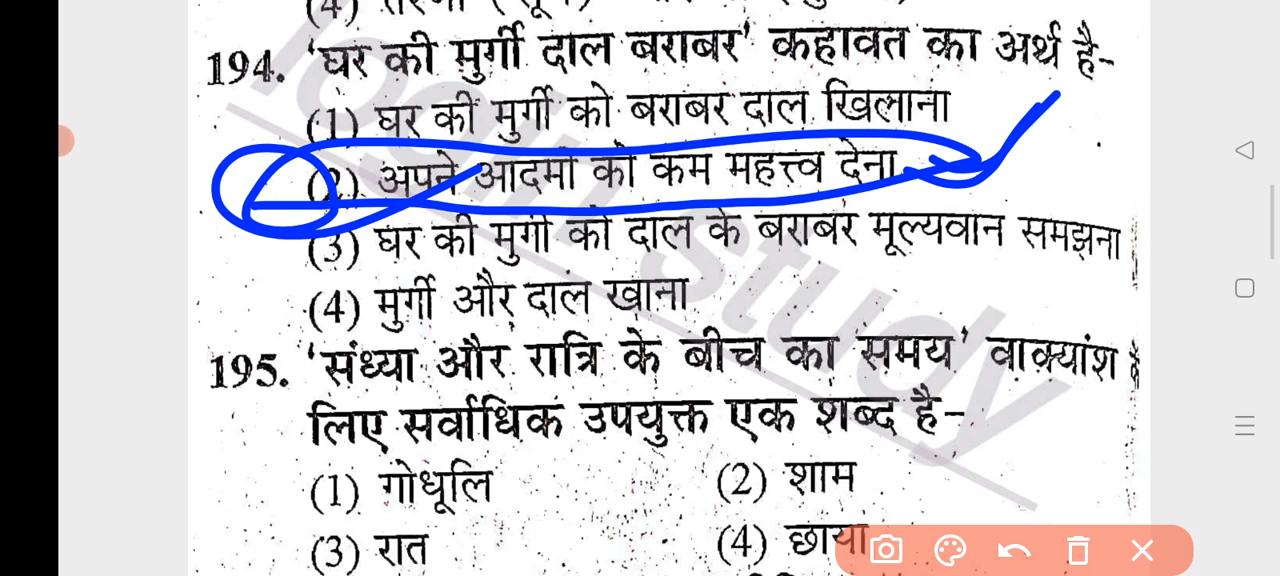 194. 'घर की मुर्गी दाल बराबर' कहावत का अर्थ है-
(1) घर की मुर्गी को बराबर दाल खिलाना
(2) अपने आदमी को कम महत्त्व देना
(3) घर की मुर्गी को दाल के बराबर मूल्यवान समझना
(4) मुर्गी और दाल खाना
195. 'संध्या और रात्रि के बीच का समय' वाक्यांश
लिए सर्वाधिक उपयुक्त एक शब्द है-
(1) गोधूलि (2) शाम
(3) रात (4) छाया
study